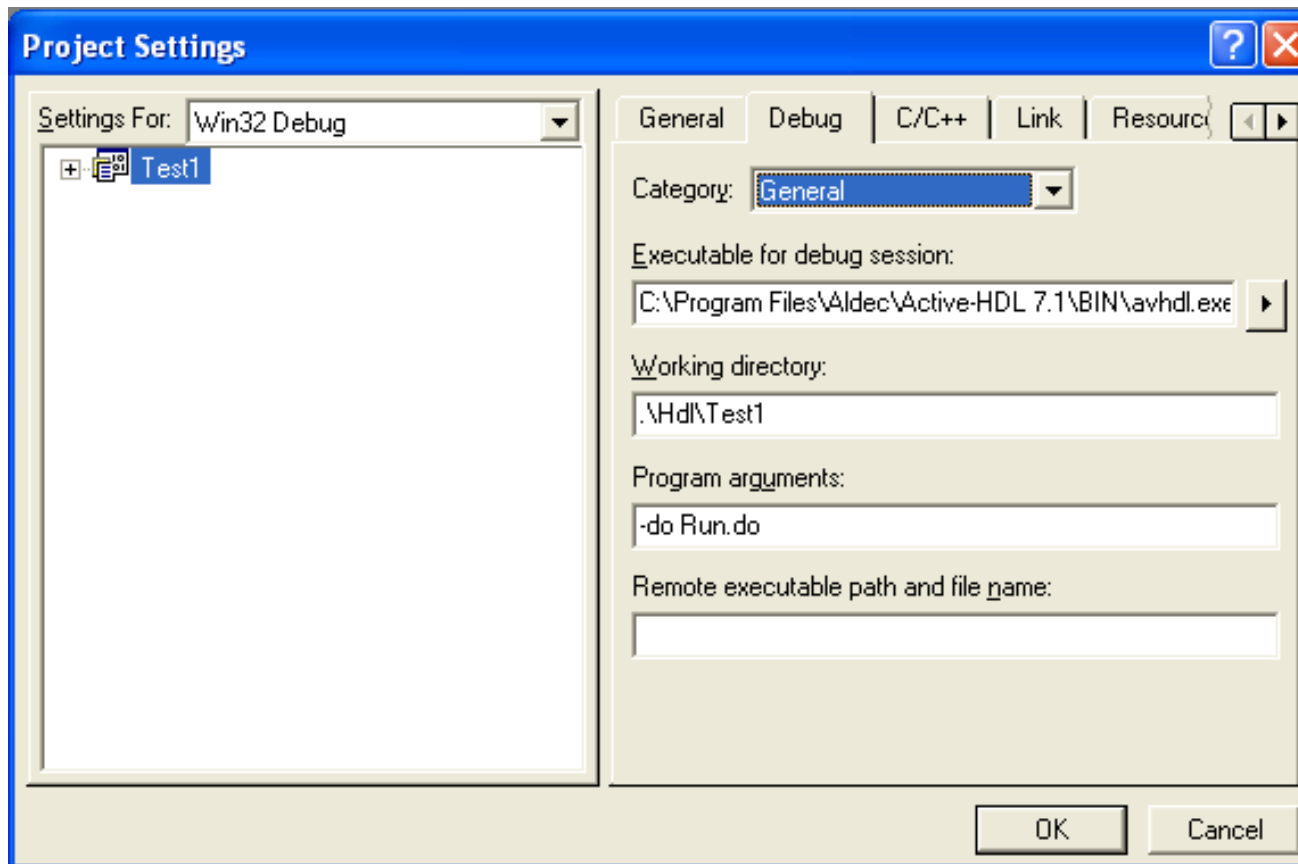 Project Settings
Settings For: Win32 Debug
Test1
General Debug C/C++ Link Resourc
Category: General
Executable for debug session:
C:\Program Files\Aldec\Active-HDL 7.1\BIN\avhdl.exe
Working directory:
.\Hdl\Test1
Program arguments:
-do Run.do
Remote executable path and file name:
OK Cancel